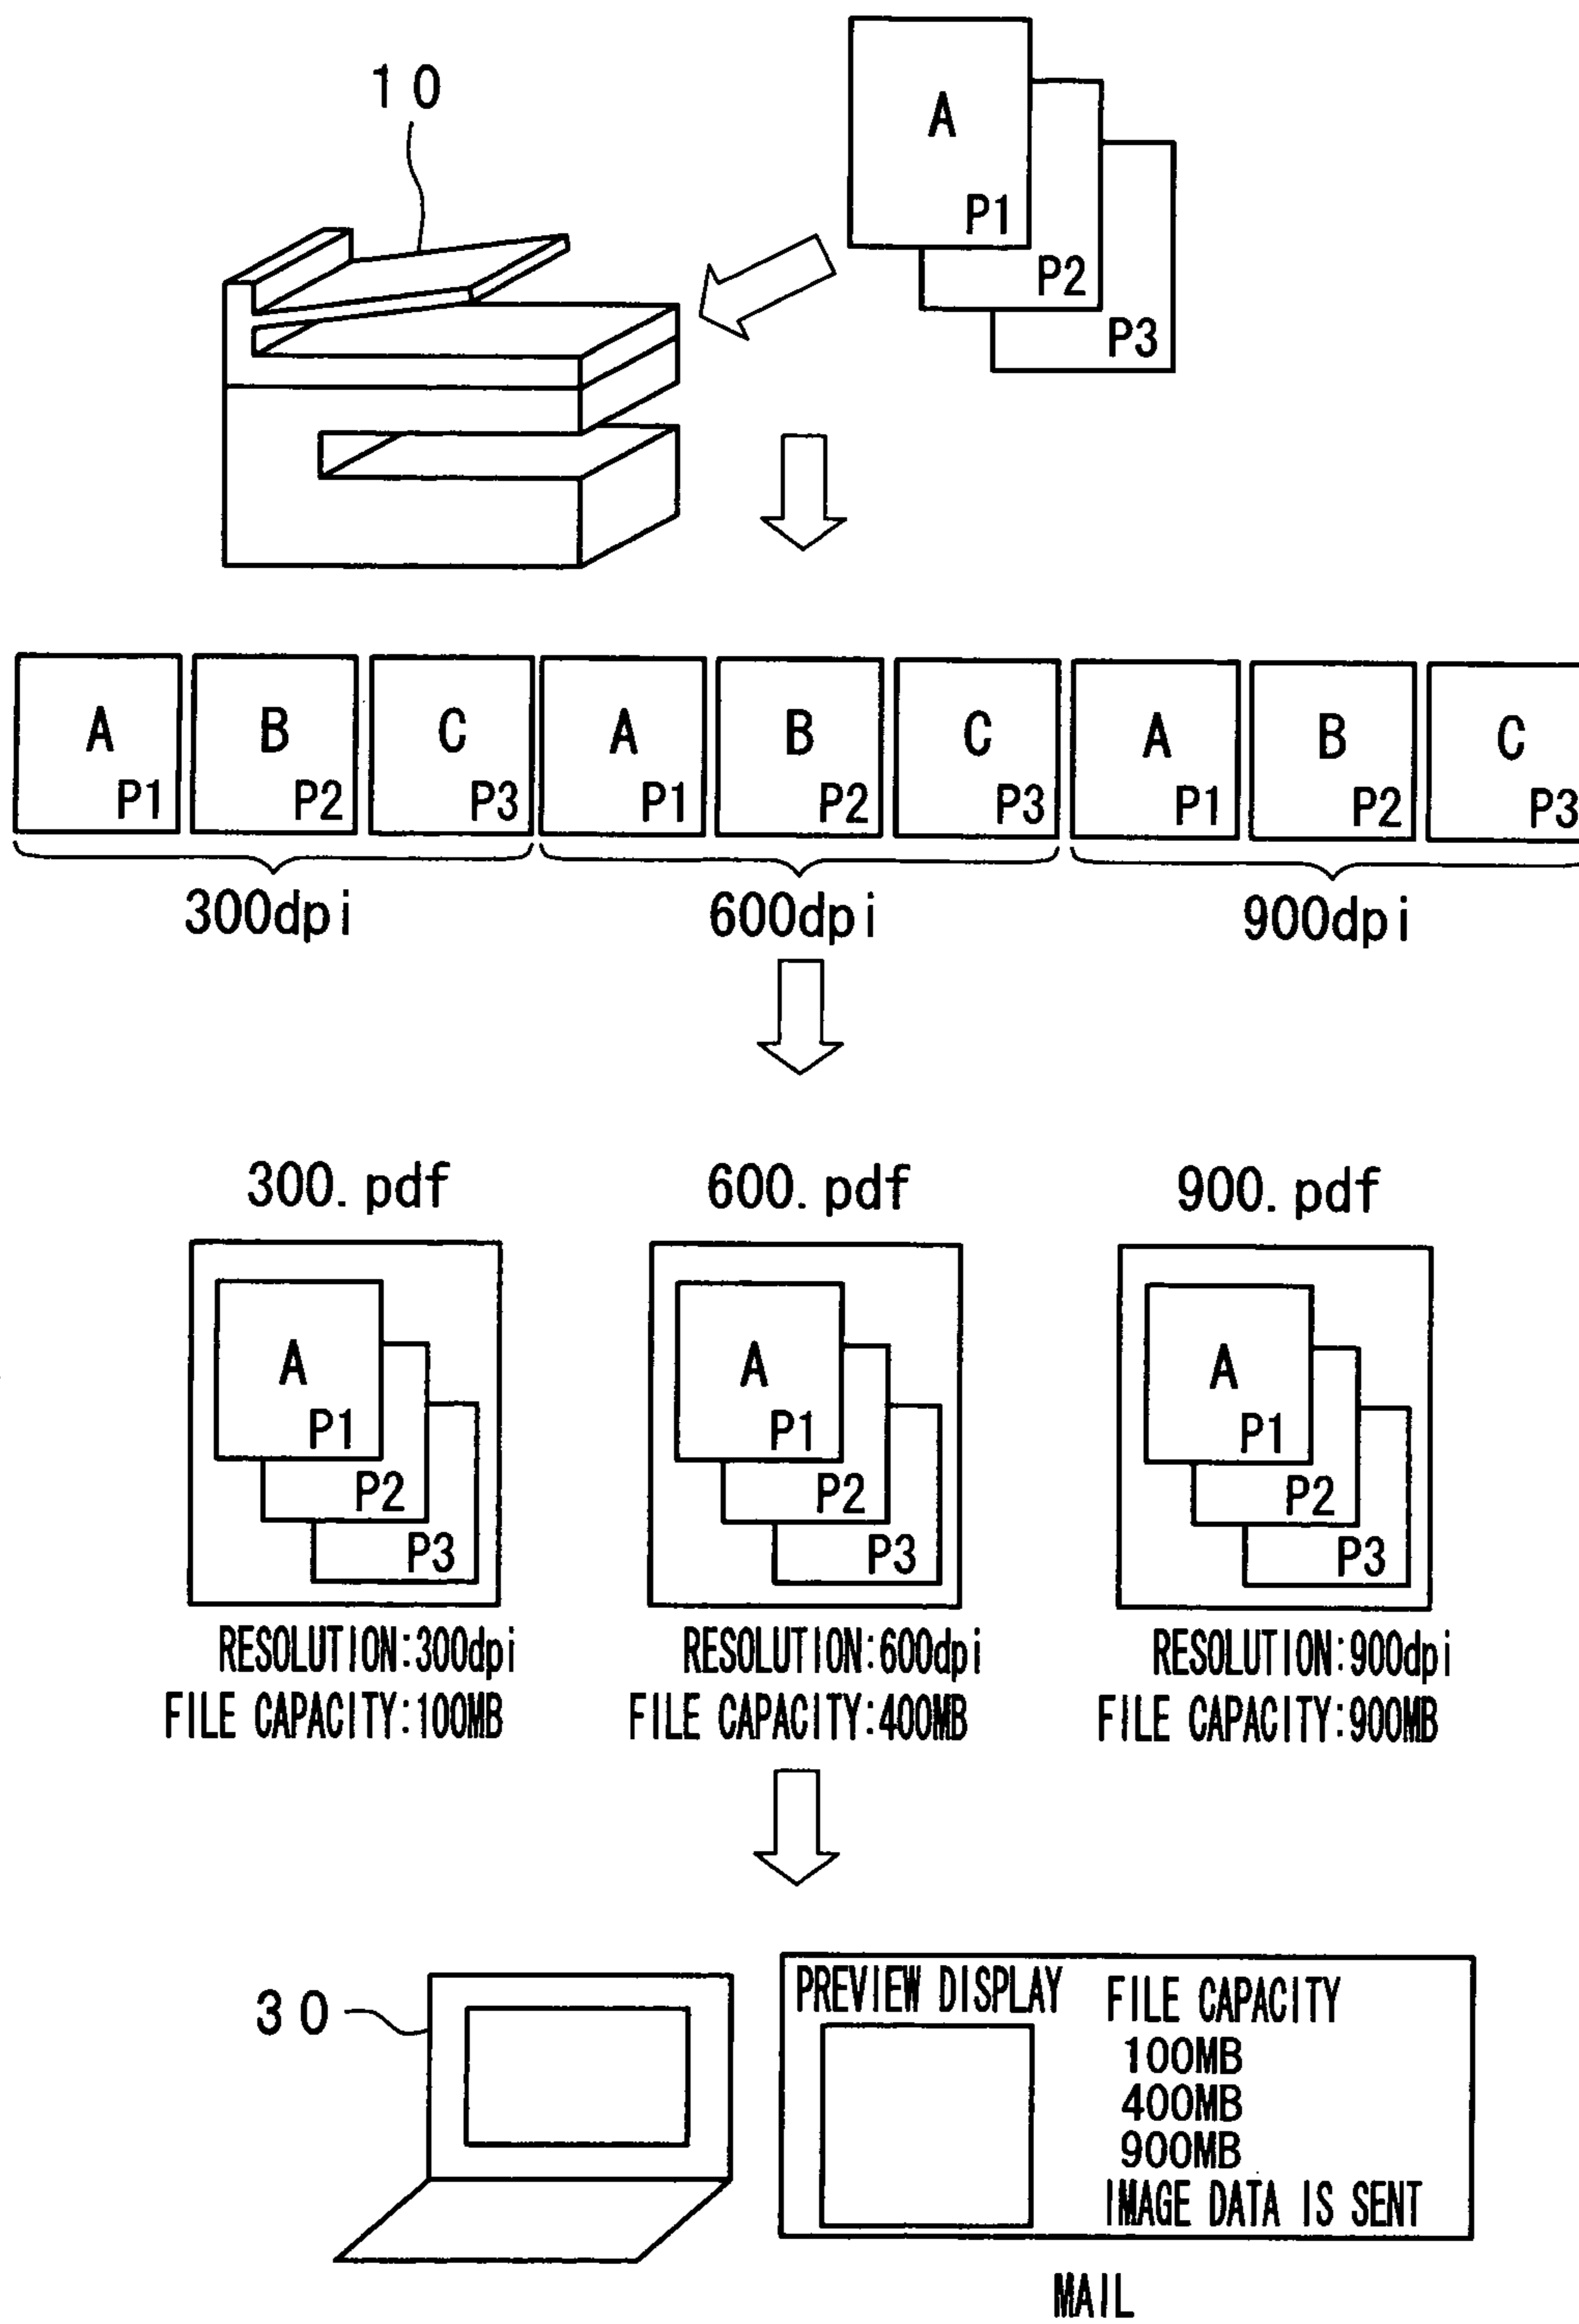 10
A
P1
P2
P3
A B C A B C A B C
P1 P2 P3 P1 P2 P3 P1 P2 P3
300dpi 600dpi 900dpi
300.pdf 600.pdf 900.pdf
A A A
P1 P1 P1
P2 P2 P2
P3 P3 P3
RESOLUTION:300dpi RESOLUTION:600dpi RESOLUTION:900dpi
FILE CAPACITY:100MB FILE CAPACITY:400MB FILE CAPACITY:900MB
30
PREVIEW DISPLAY FILE CAPACITY
100MB
400MB
900MB
IMAGE DATA IS SENT
MAIL